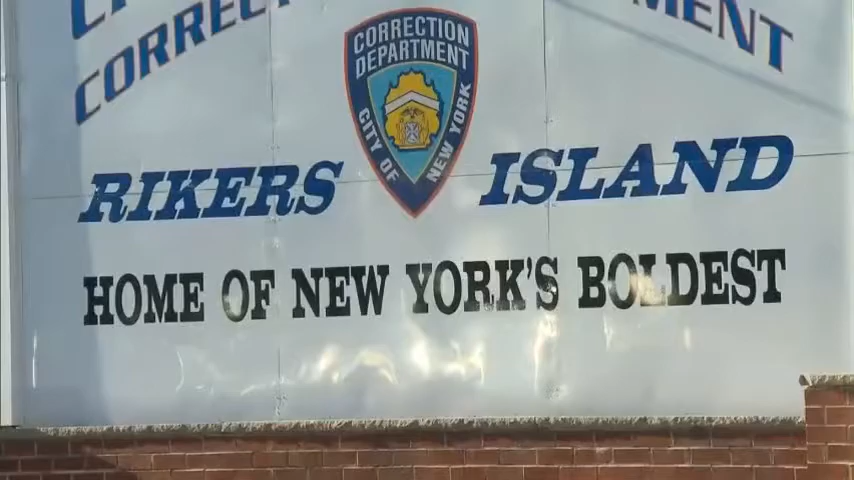 CORRECTION
DEPARTMENT
CITY OF NEW YORK
RIKERS ISLAND
HOME OF NEW YORK'S BOLDEST